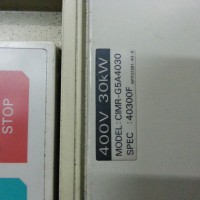 STOP
400V 30kW
MODEL: CIMR-G5A4030
SPEC : 40300F